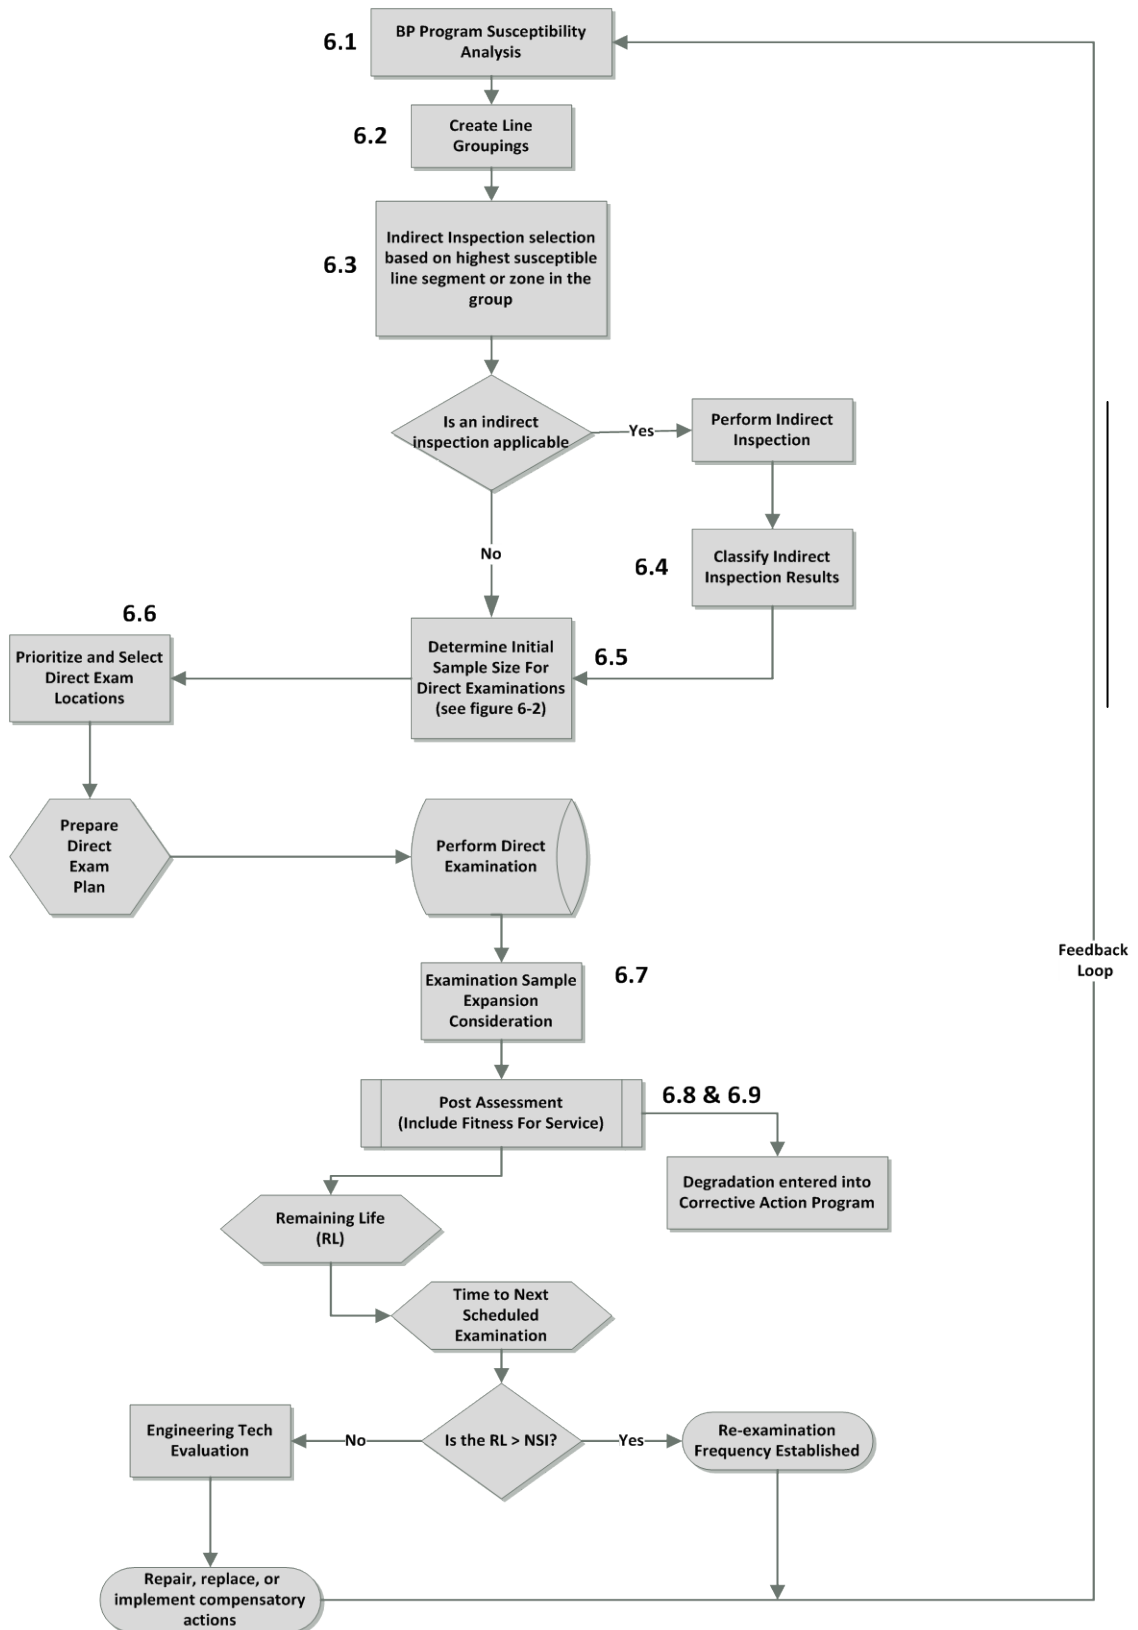 6.1
BP Program Susceptibility
Analysis
6.2
Create Line
Groupings
6.3
Indirect Inspection selection
based on highest susceptible
line segment or zone in the
group
Is an indirect
inspection applicable
Yes
Perform Indirect
Inspection
No
6.4
Classify Indirect
Inspection Results
6.6
Prioritize and Select
Direct Exam
Locations
Determine Initial
Sample Size For
Direct Examinations
(see figure 6-2)
6.5
Prepare
Direct
Exam
Plan
Perform Direct
Examination
Feedback
Loop
Examination Sample
Expansion
Consideration
6.7
Post Assessment
(Include Fitness For Service)
6.8 & 6.9
Degradation entered into
Corrective Action Program
Remaining Life
(RL)
Time to Next
Scheduled
Examination
Engineering Tech
Evaluation
No
Is the RL > NSI?
Yes
Re-examination
Frequency Established
Repair, replace, or
implement compensatory
actions